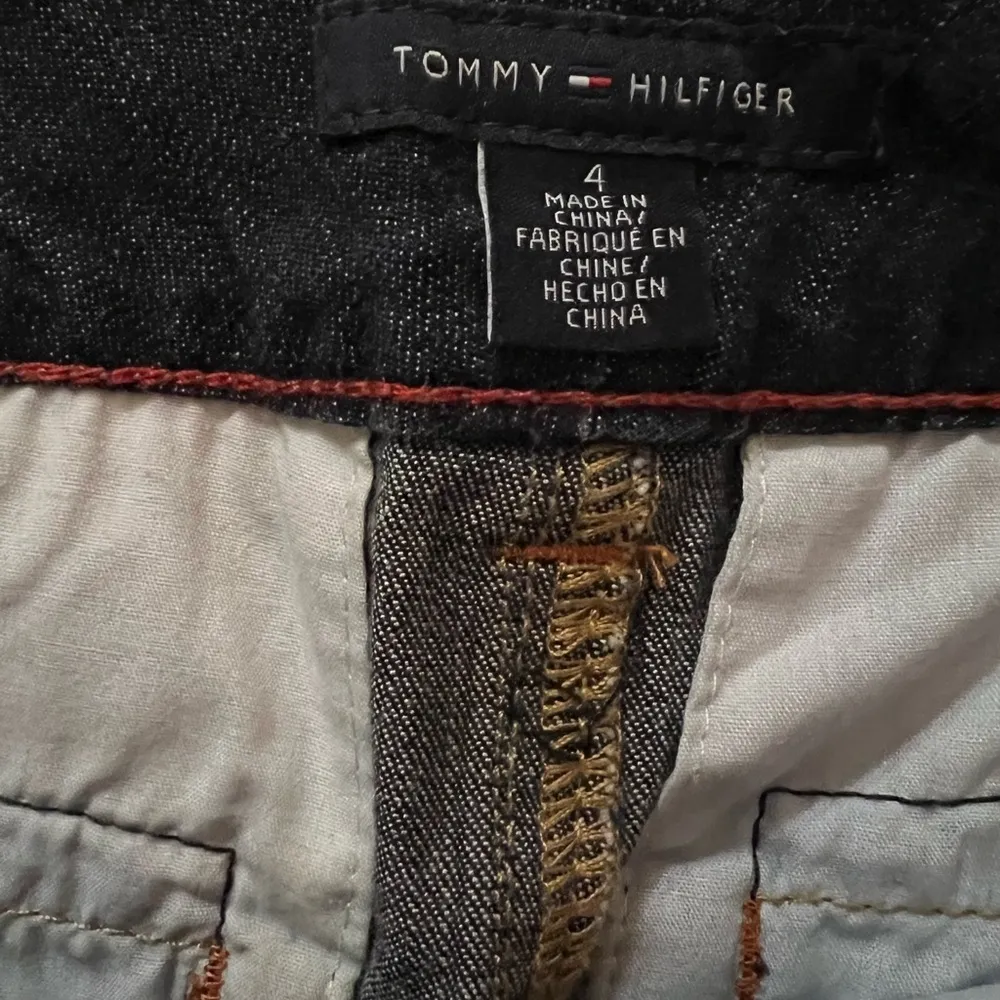 TOMMY HILFIGER
4
MADE IN
CHINA/
FABRIQUÉ EN
CHINE/
HECHO EN
CHINA